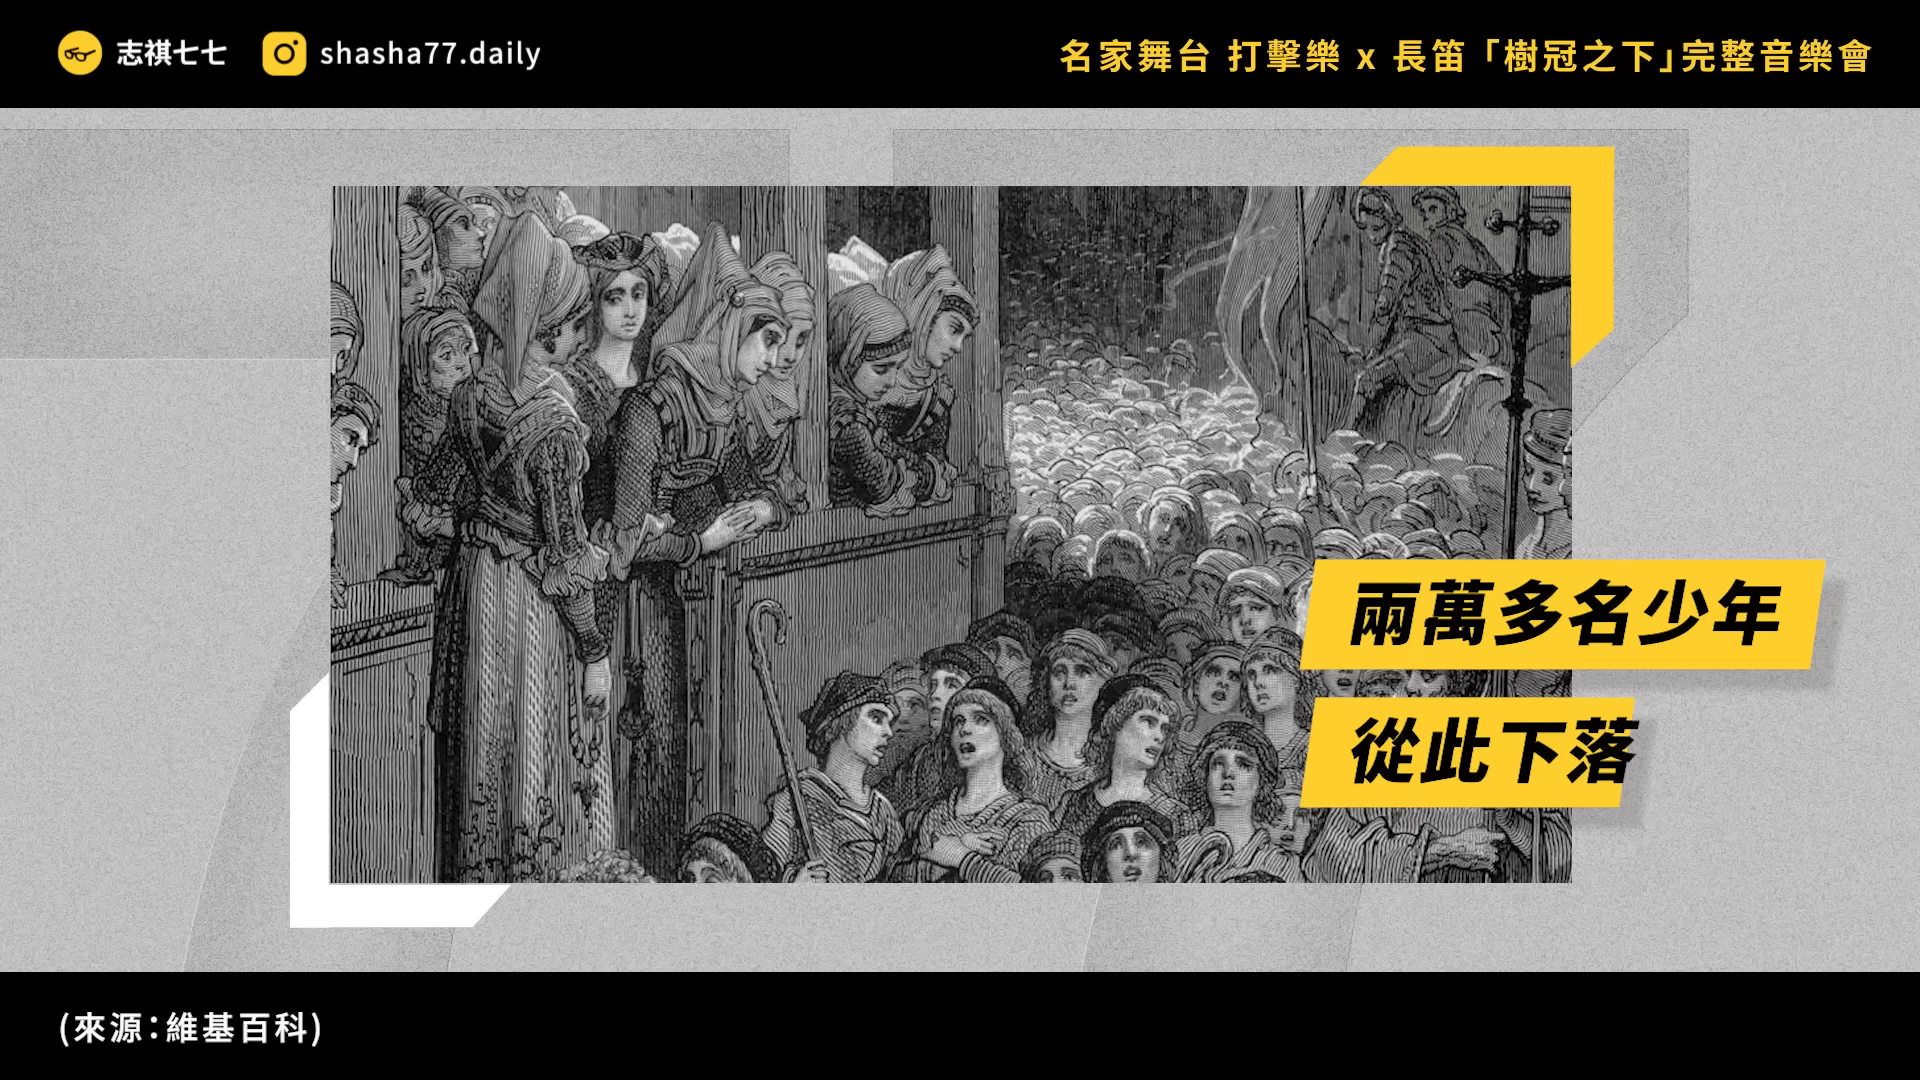 志祺七七
shasha77.daily
名家舞台 打擊樂 x 長笛「樹冠之下」完整音樂會
兩萬多名少年
從此下落
(來源：維基百科)